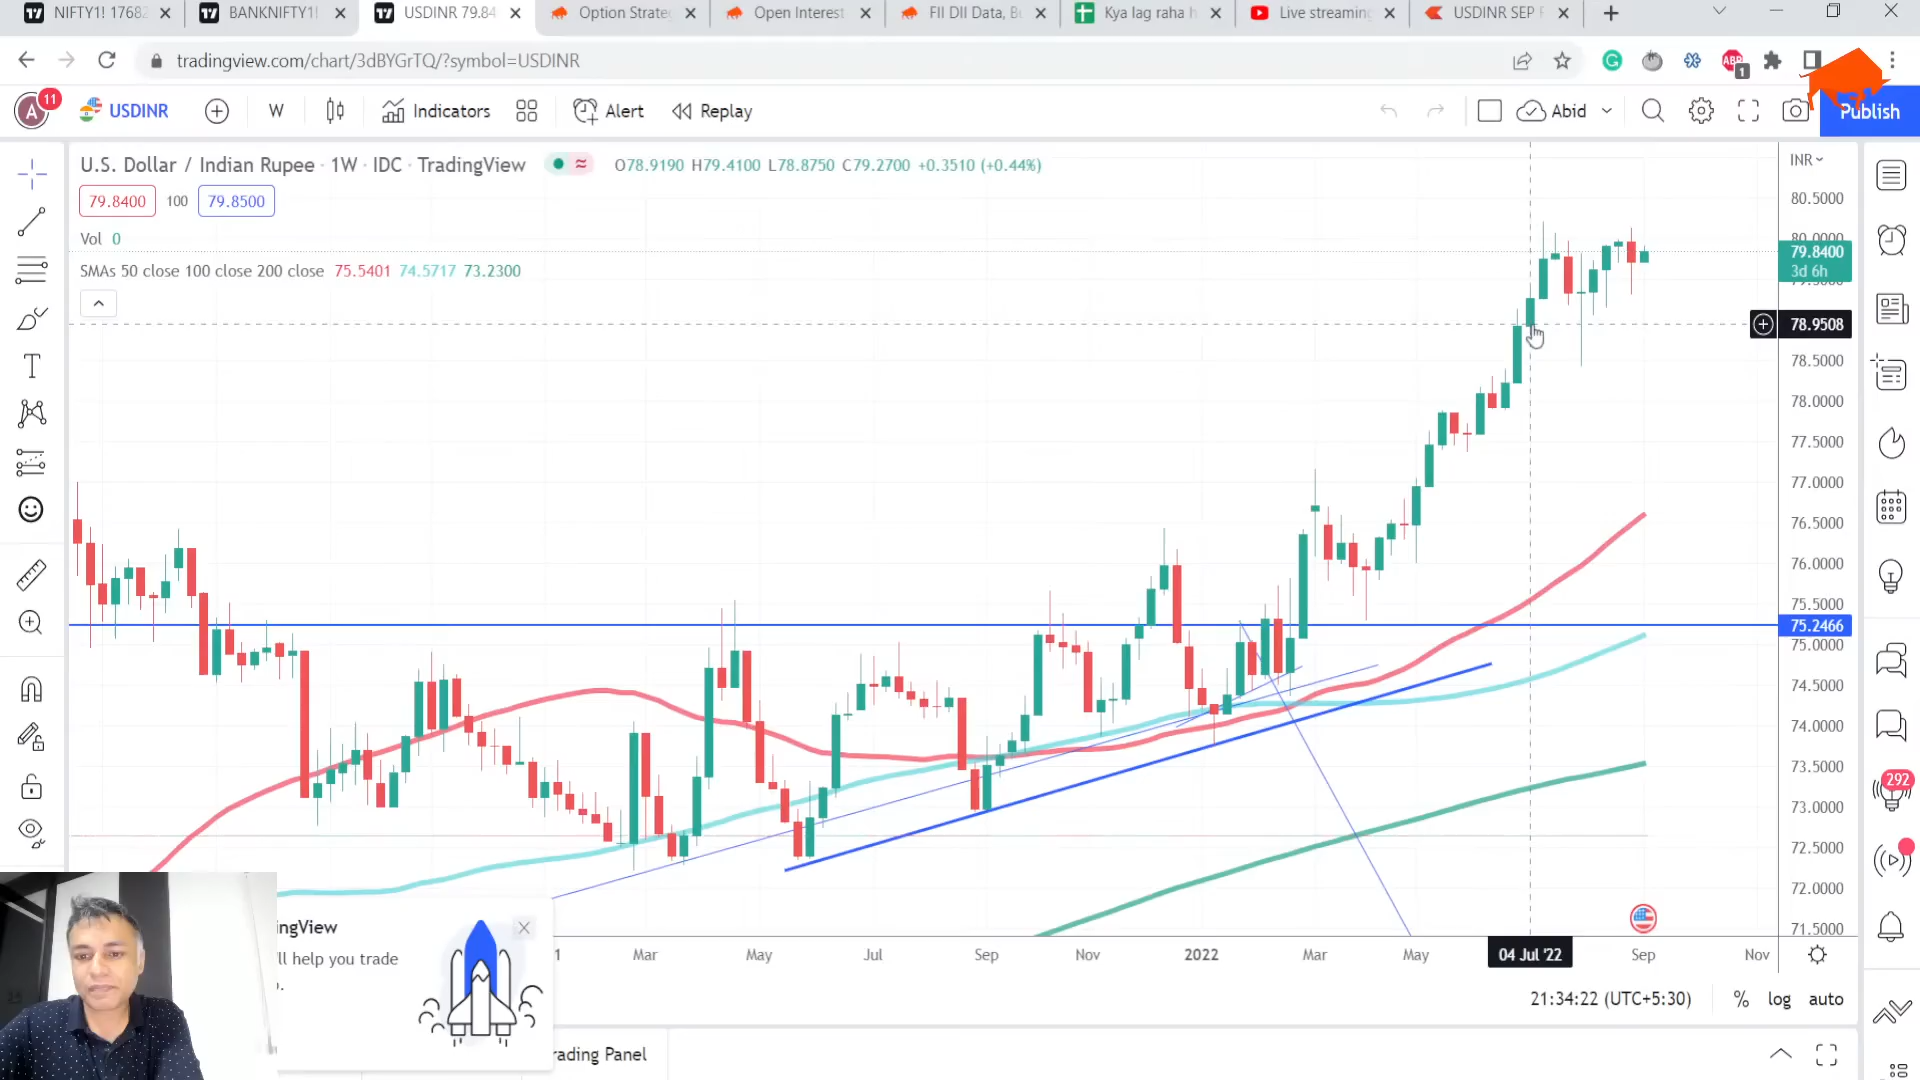 NIFTY1! 17682
BANKNIFTY1!
USDINR 79.84
Option Strate
Open Interest
FII DII Data, B
Kya lag raha h
Live streaming
USDINR SEP F
tradingview.com/chart/3dBYGrTQ/?symbol=USDINR
ABP
1
A
11
USDINR
W
Indicators
Alert
Replay
Abid
Publish
U.S. Dollar / Indian Rupee · 1W · IDC · TradingView
O78.9190 H79.4100 L78.8750 C79.2700 +0.3510 (+0.44%)
INR
79.8400
100
79.8500
Vol 0
SMAs 50 close 100 close 200 close 75.5401 74.5717 73.2300
80.5000
80.0000
79.8400
3d 6h
78.9508
78.5000
78.0000
77.5000
77.0000
76.5000
76.0000
75.5000
75.2466
75.0000
74.5000
74.0000
73.5000
73.0000
72.5000
72.0000
71.5000
292
Mar
May
Jul
Sep
Nov
2022
Mar
May
04 Jul '22
Sep
Nov
21:34:22 (UTC+5:30)
%
log
auto
ingView
'll help you trade
rading Panel